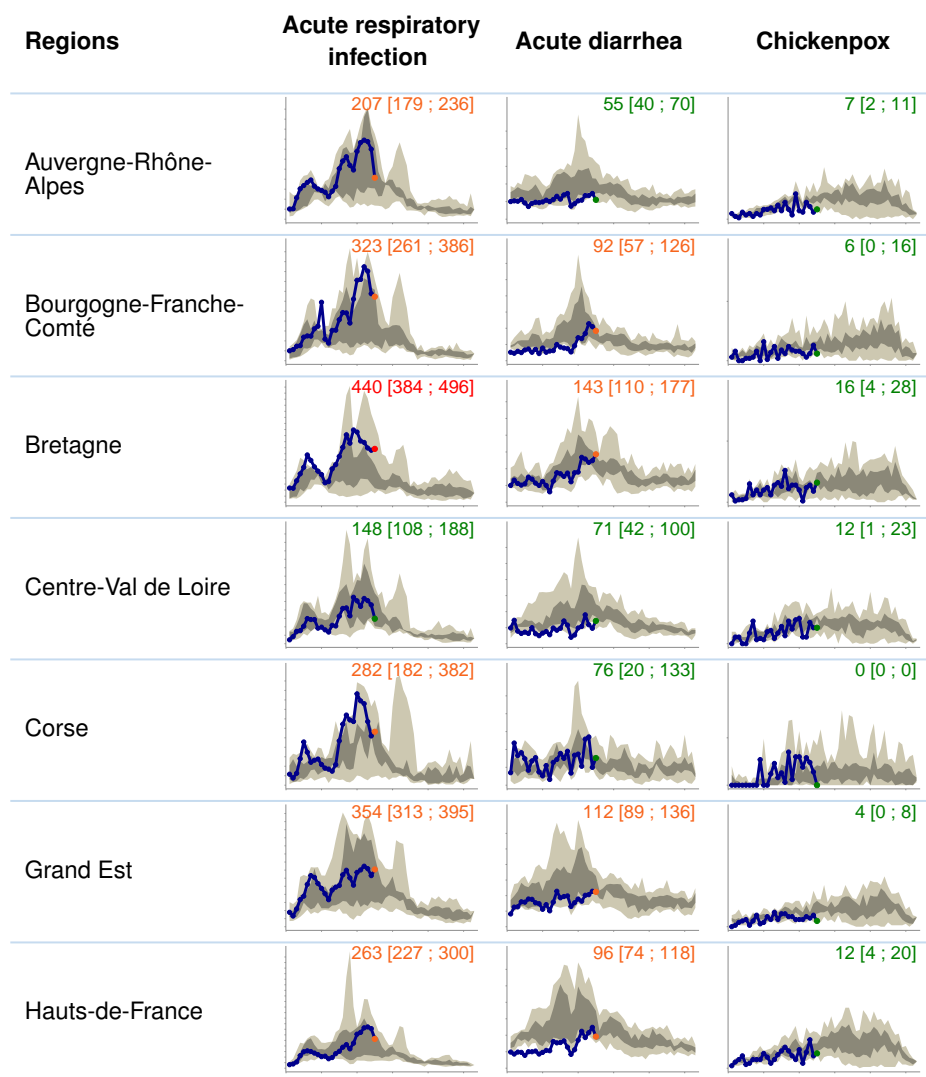 Regions
Acute respiratory
infection
Acute diarrhea
Chickenpox
207 [179 ; 236]
55 [40 ; 70]
7 [2 ; 11]
Auvergne-Rhône-
Alpes
323 [261 ; 386]
92 [57 ; 126]
6 [0 ; 16]
Bourgogne-Franche-
Comté
440 [384 ; 496]
143 [110 ; 177]
16 [4 ; 28]
Bretagne
148 [108 ; 188]
71 [42 ; 100]
12 [1 ; 23]
Centre-Val de Loire
282 [182 ; 382]
76 [20 ; 133]
0 [0 ; 0]
Corse
354 [313 ; 395]
112 [89 ; 136]
4 [0 ; 8]
Grand Est
263 [227 ; 300]
96 [74 ; 118]
12 [4 ; 20]
Hauts-de-France